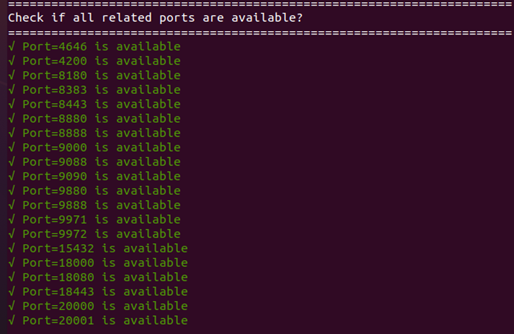 ======================================================================
Check if all related ports are available?
======================================================================
√ Port=4646 is available
√ Port=4200 is available
√ Port=8180 is available
√ Port=8383 is available
√ Port=8443 is available
√ Port=8880 is available
√ Port=8888 is available
√ Port=9000 is available
√ Port=9088 is available
√ Port=9090 is available
√ Port=9880 is available
√ Port=9888 is available
√ Port=9971 is available
√ Port=9972 is available
√ Port=15432 is available
√ Port=18000 is available
√ Port=18080 is available
√ Port=18443 is available
√ Port=20000 is available
√ Port=20001 is available